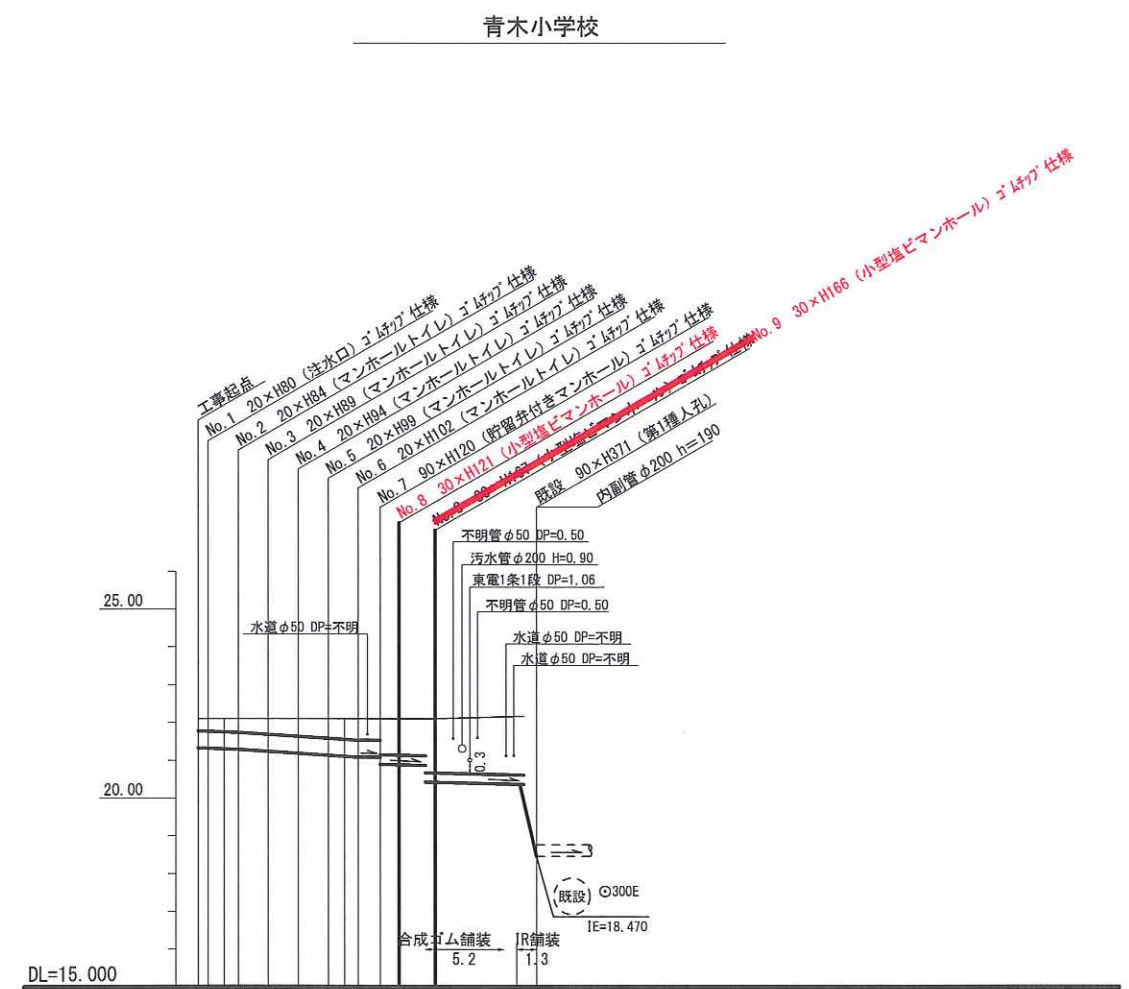 青木小学校
工事起点
No.1 20×H80 (注水口) ゴムチップ仕様
No.2 20×H84 (マンホールトイレ) ゴムチップ仕様
No.3 20×H89 (マンホールトイレ) ゴムチップ仕様
No.4 20×H94 (マンホールトイレ) ゴムチップ仕様
No.5 20×H99 (マンホールトイレ) ゴムチップ仕様
No.6 20×H102 (マンホールトイレ) ゴムチップ仕様
No.7 90×H120 (貯留弁付きマンホール) ゴムチップ仕様
No.8 30×H121 (小型塩ビマンホール) ゴムチップ仕様
No.9 30×H166 (小型塩ビマンホール) ゴムチップ仕様
既設 90×H371 (第1種人孔)
内副管φ200 h=190
不明管φ50 DP=0.50
汚水管φ200 H=0.90
東電1条1段 DP=1.06
不明管φ50 DP=0.50
水道φ50 DP=不明
水道φ50 DP=不明
水道φ50 DP=不明
25.00
20.00
0.3
既設
300E
IE=18.470
合成ゴム舗装
5.2
IR舗装
1.3
DL=15.000